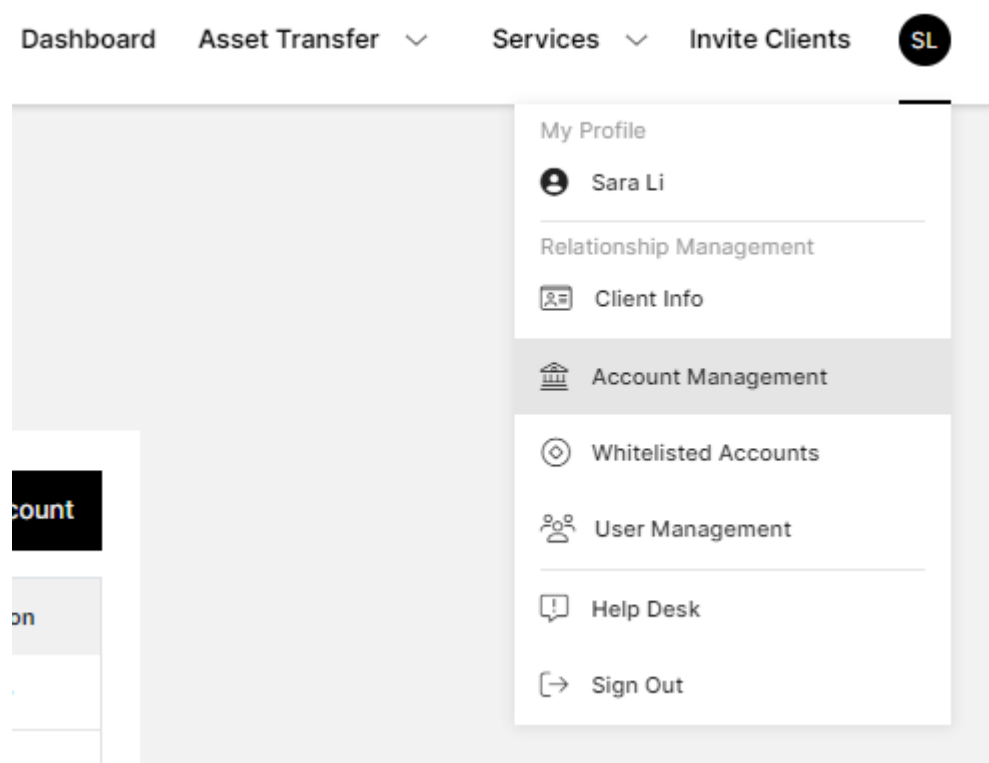 Dashboard Asset Transfer Services Invite Clients SL
My Profile
Sara Li
Relationship Management
Client Info
Account Management
Whitelisted Accounts
User Management
Help Desk
Sign Out
count
on